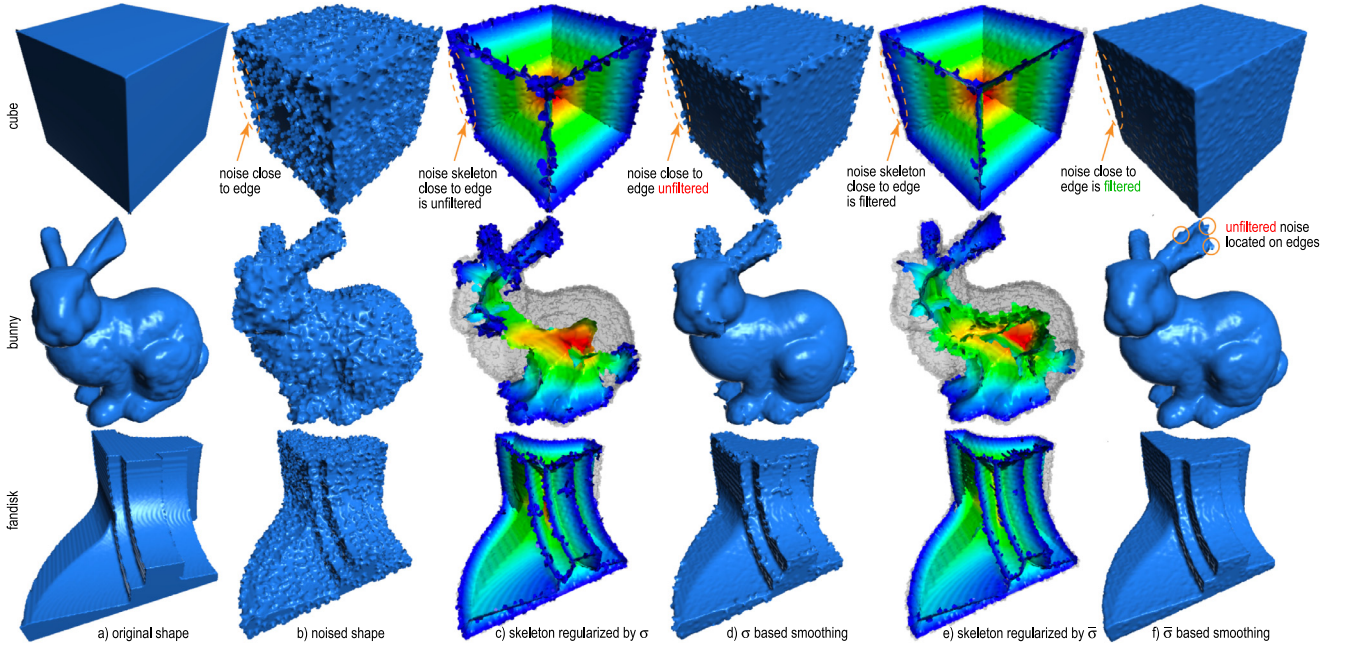 cube
noise close
to edge
noise skeleton
close to edge
is unfiltered
noise close to
edge unfiltered
noise skeleton
close to edge
is filtered
noise close to
edge is filtered
bunny
unfiltered noise
located on edges
fandisk
a) original shape
b) noised shape
c) skeleton regularized by σ
d) σ based smoothing
e) skeleton regularized by σ̅
f) σ̅ based smoothing